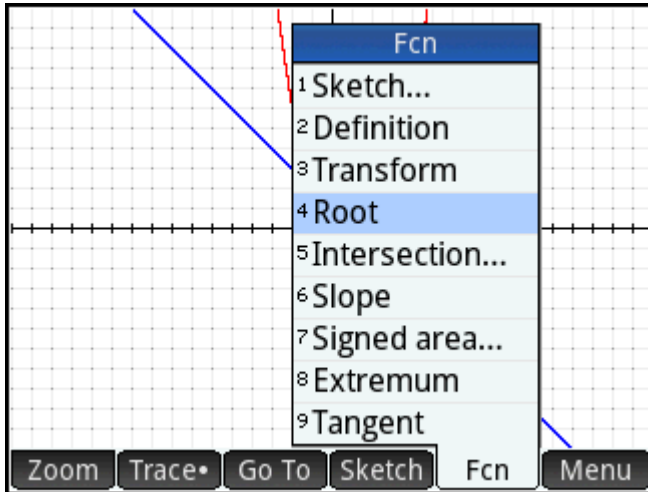 Fcn
1 Sketch...
2 Definition
3 Transform
4 Root
5 Intersection...
6 Slope
7 Signed area...
8 Extremum
9 Tangent
Zoom Trace• Go To Sketch Fcn Menu